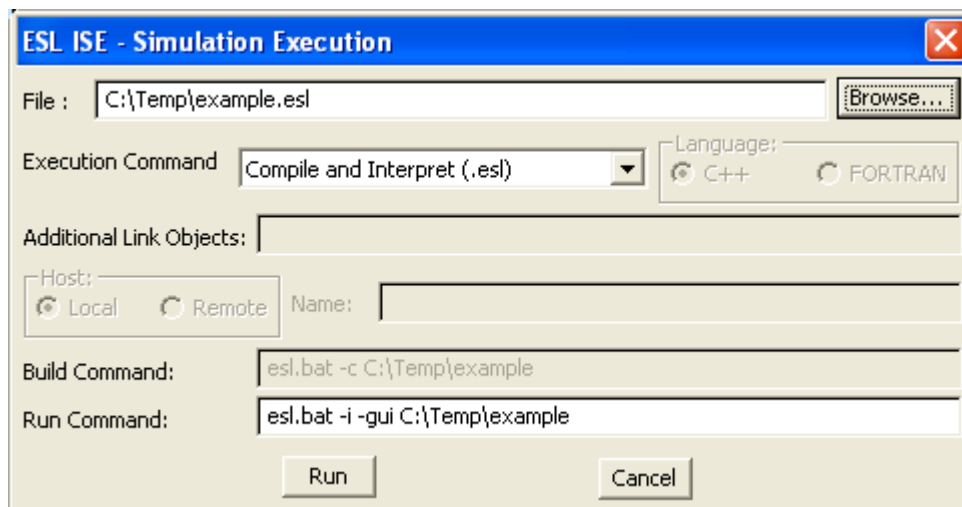 ESL ISE - Simulation Execution
File : C:\Temp\example.esl Browse...
Execution Command Compile and Interpret (.esl) Language: C++ FORTRAN
Additional Link Objects:
Host: Local Remote Name:
Build Command: esl.bat -c C:\Temp\example
Run Command: esl.bat -i -gui C:\Temp\example
Run Cancel